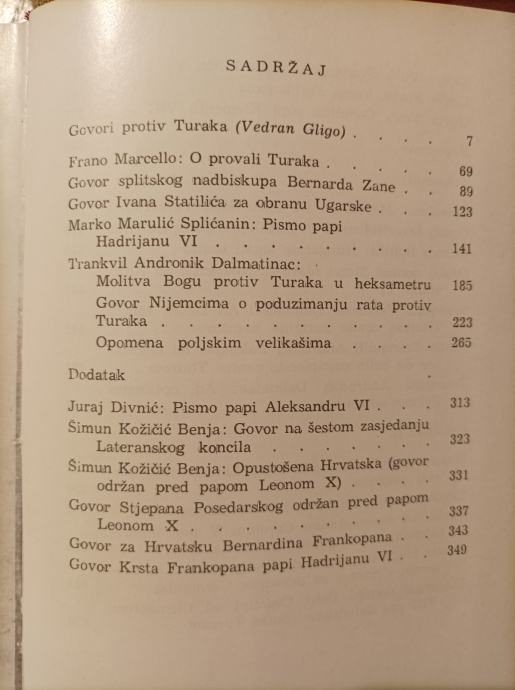 SADRŽAJ
Govori protiv Turaka (Vedran Gligo) . . . . 7
Frano Marcello: O provali Turaka . . . . . 69
Govor splitskog nadbiskupa Bernarda Zane . . 89
Govor Ivana Statilića za obranu Ugarske . . . 123
Marko Marulić Splićanin: Pismo papi
Hadrijanu VI . . . . . . . . 141
Trankvil Andronik Dalmatinac:
Molitva Bogu protiv Turaka u heksametru 185
Govor Nijemcima o poduzimanju rata protiv
Turaka . . . . . . . . . . 223
Opomena poljskim velikašima . . . . 265
Dodatak
Juraj Divnić: Pismo papi Aleksandru VI . . . 313
Šimun Kožičić Benja: Govor na šestom zasjedanju
Lateranskog koncila . . . . . . 323
Šimun Kožičić Benja: Opustošena Hrvatska (govor
održan pred papom Leonom X) . . . . 331
Govor Stjepana Posedarskog održan pred papom
Leonom X . . . . . . . . 337
Govor za Hrvatsku Bernardina Frankopana . . 343
Govor Krsta Frankopana papi Hadrijanu VI . . 349